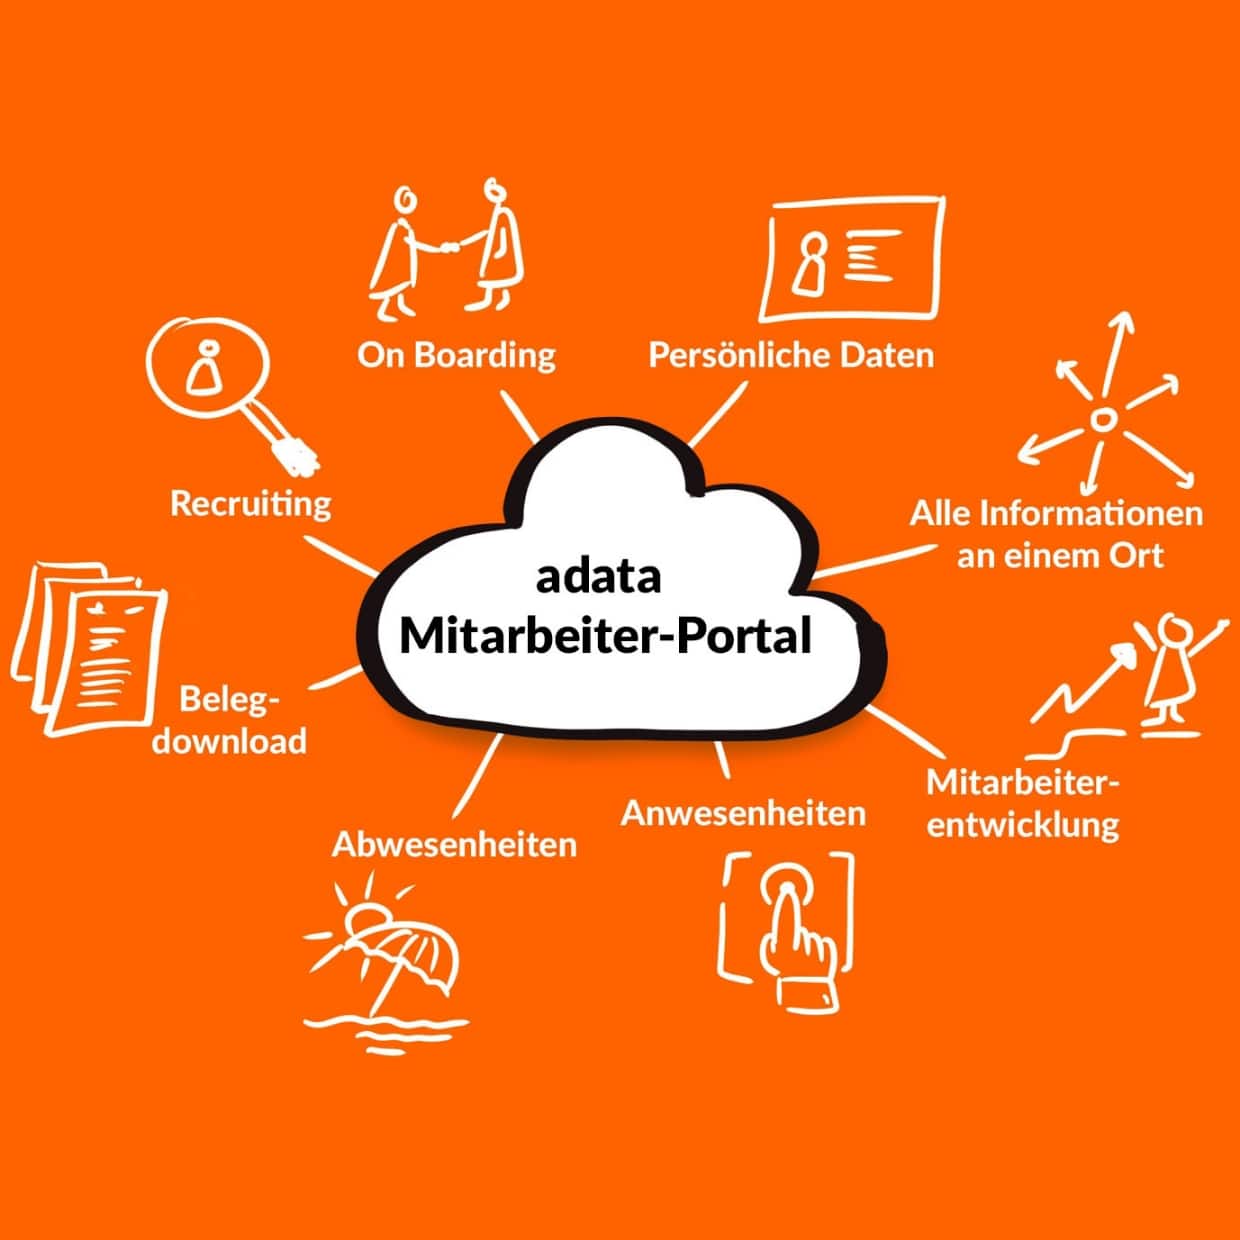 On Boarding
Persönliche Daten
Recruiting
Alle Informationen
an einem Ort
adata
Mitarbeiter-Portal
Beleg-
download
Mitarbeiter-
entwicklung
Anwesenheiten
Abwesenheiten